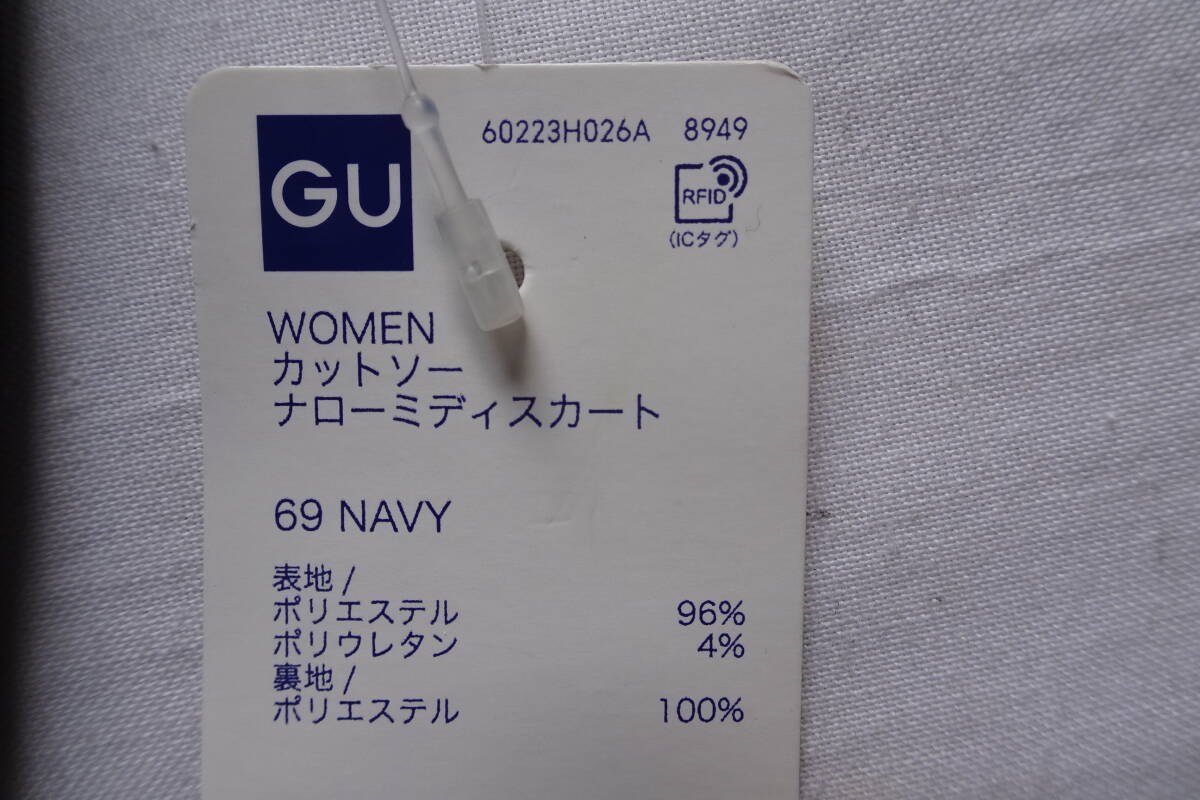 GU
60223H026A 8949
RFID
(ICタグ)
WOMEN
カットソー
ナローミディスカート
69 NAVY
表地/
ポリエステル 96%
ポリウレタン 4%
裏地/
ポリエステル 100%